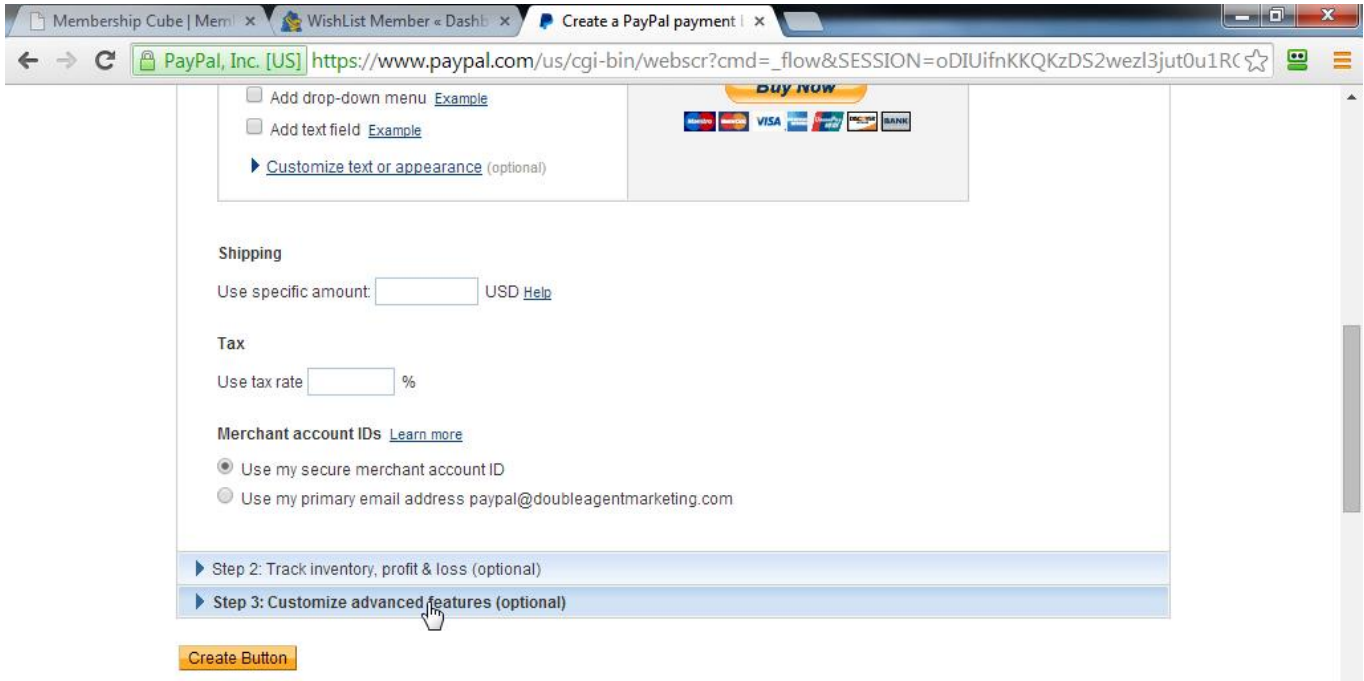 Membership Cube | Mem
WishList Member « Dashb
Create a PayPal payment
PayPal, Inc. [US] https://www.paypal.com/us/cgi-bin/webscr?cmd=_flow&SESSION=oDIUifnKKQKzDS2wezl3jut0u1R
Add drop-down menu Example
Buy Now
Add text field Example
Maestro MasterCard VISA UnionPay DISCOVER BANK
Customize text or appearance (optional)
Shipping
Use specific amount: USD Help
Tax
Use tax rate %
Merchant account IDs Learn more
Use my secure merchant account ID
Use my primary email address paypal@doubleagentmarketing.com
Step 2: Track inventory, profit & loss (optional)
Step 3: Customize advanced features (optional)
Create Button